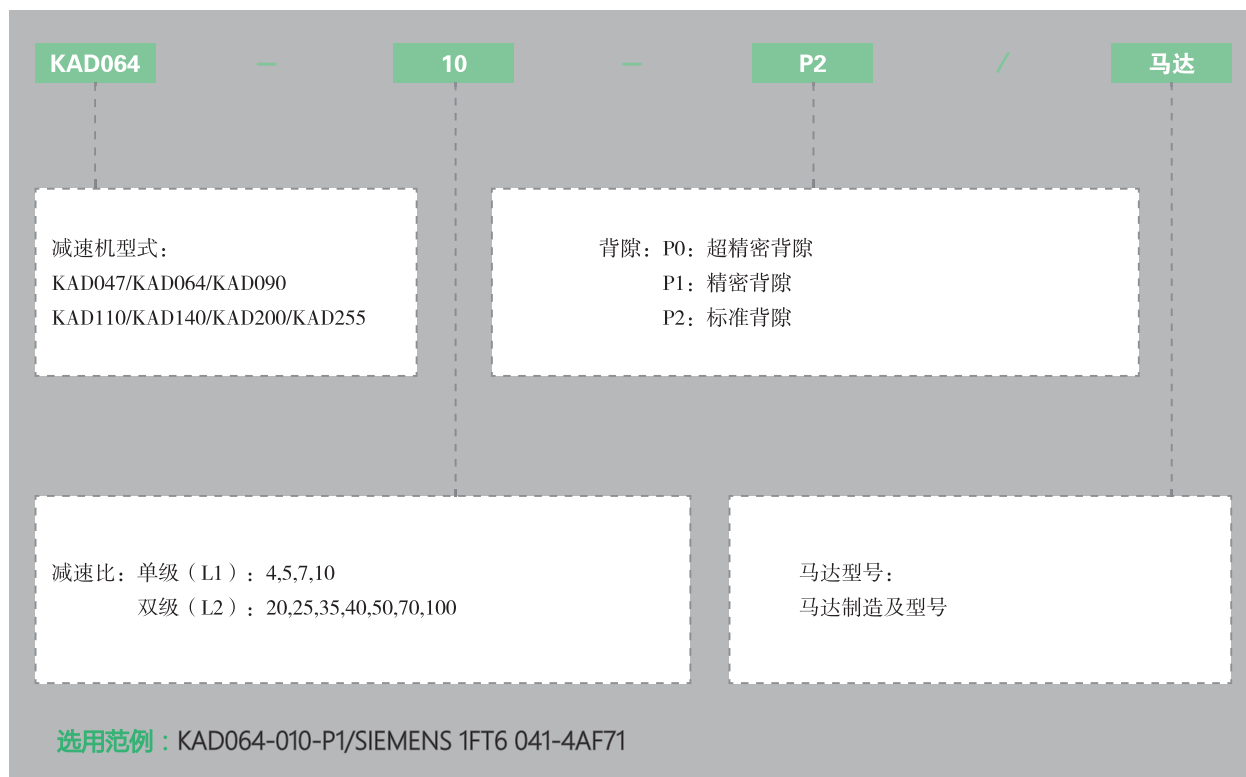 KAD064 — 10 — P2 / 马达
减速机型式：
KAD047/KAD064/KAD090
KAD110/KAD140/KAD200/KAD255
背隙：P0：超精密背隙
P1：精密背隙
P2：标准背隙
减速比：单级（L1）：4,5,7,10
双级（L2）：20,25,35,40,50,70,100
马达型号：
马达制造及型号
选用范例：KAD064-010-P1/SIEMENS 1FT6 041-4AF71